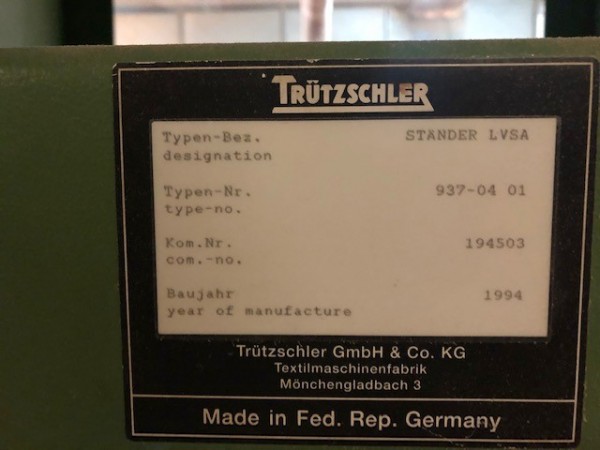 TRÜTZSCHLER
Typen-Bez. STÄNDER LVSA
designation
Typen-Nr. 937-04 01
type-no.
Kom.Nr. 194503
com.-no.
Baujahr 1994
year of manufacture
Trützschler GmbH & Co. KG
Textilmaschinenfabrik
Mönchengladbach 3
Made in Fed. Rep. Germany